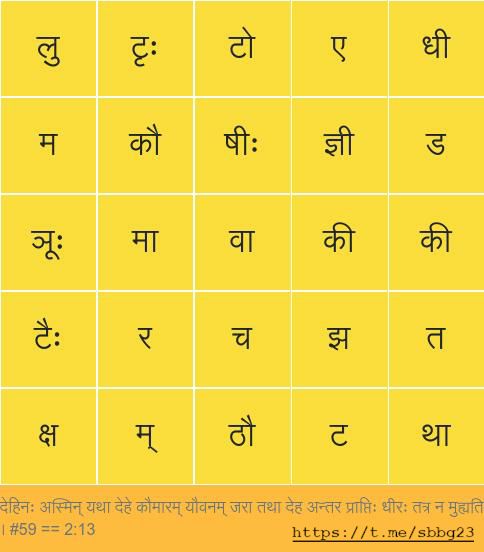 लु टृः टो ए धी
म कौ षीः ज्ञी ड
ञूः मा वा की की
टैः र च झ त
क्ष म् ठौ ट था
देहिनः अस्मिन् यथा देहे कौमारम् यौवनम् जरा तथा देह अन्तर प्राप्तिः धीरः तत्र न मुह्यति
। #59 == 2:13 https://t.me/sbbg23